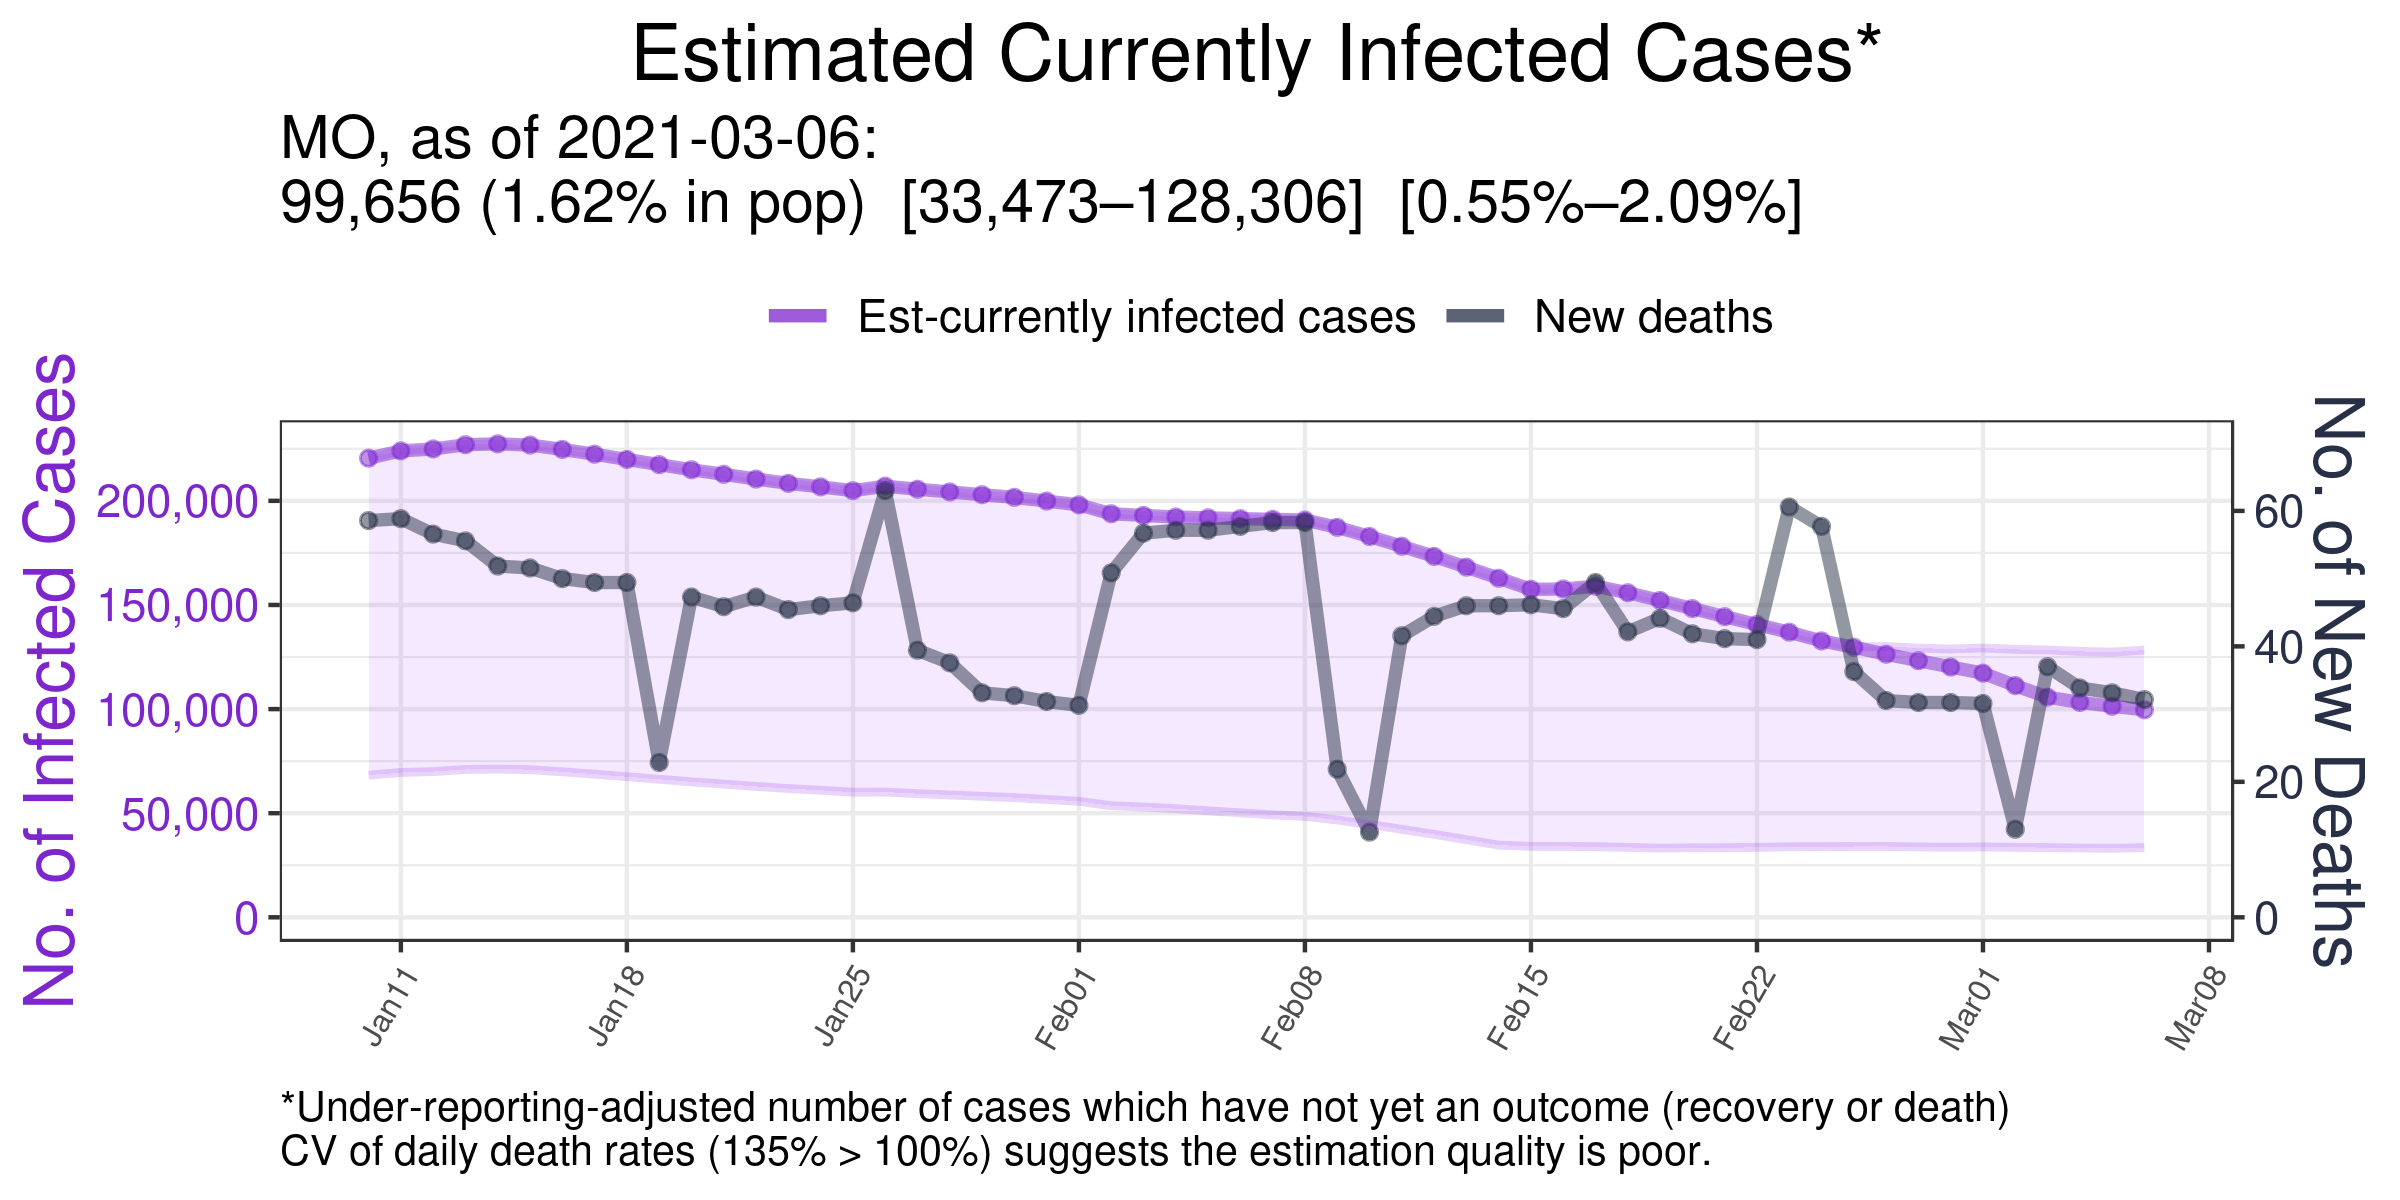 Estimated Currently Infected Cases*
MO, as of 2021-03-06:
99,656 (1.62% in pop)  [33,473–128,306]  [0.55%–2.09%]
Est-currently infected cases
New deaths
No. of Infected Cases
200,000
150,000
100,000
50,000
0
60
40
20
0
No. of New Deaths
Jan11
Jan18
Jan25
Feb01
Feb08
Feb15
Feb22
Mar01
Mar08
*Under-reporting-adjusted number of cases which have not yet an outcome (recovery or death)
CV of daily death rates (135% > 100%) suggests the estimation quality is poor.